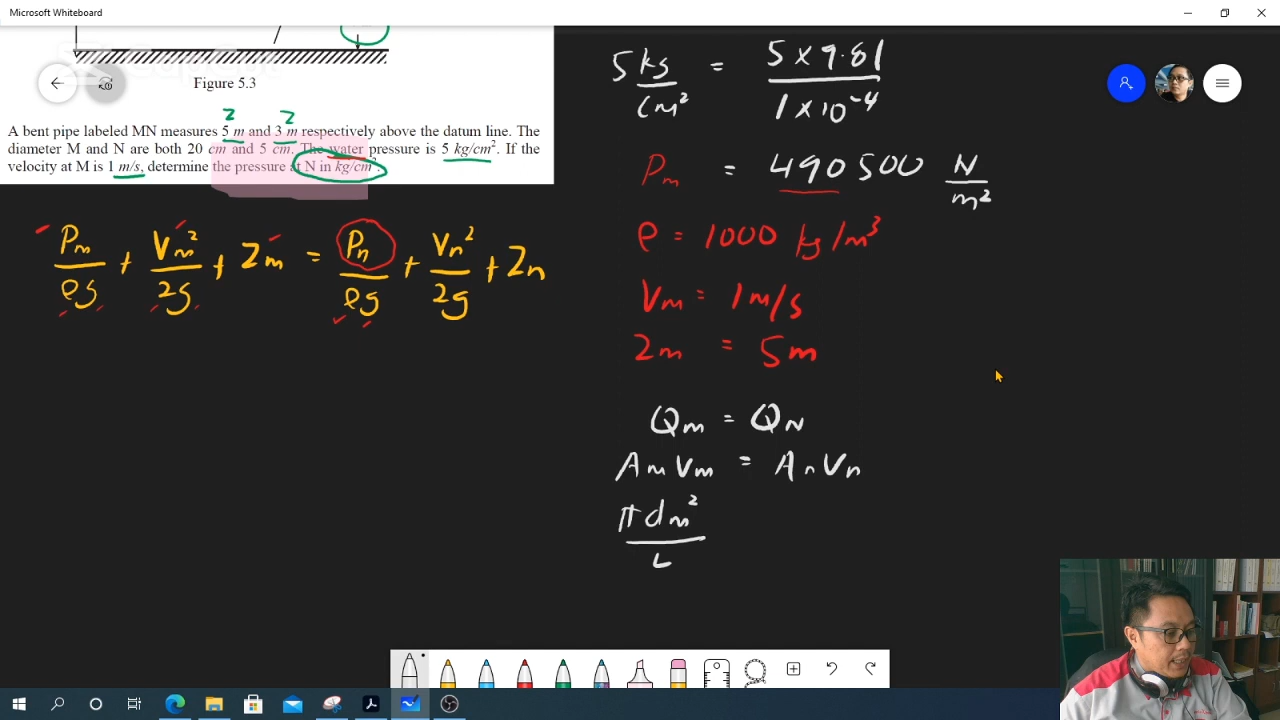 Microsoft Whiteboard
Figure 5.3
Z Z
A bent pipe labeled MN measures 5 m and 3 m respectively above the datum line. The
diameter M and N are both 20 cm and 5 cm. The water pressure is 5 kg/cm². If the
velocity at M is 1 m/s, determine the pressure at N in kg/cm².
Pm/ρg + Vm²/2g + Zm = Pn/ρg + Vn²/2g + Zn
5 kg/cm² = 5 × 9.81/1 × 10⁻⁴
Pm = 490 500 N/m²
ρ = 1000 kg/m³
Vm = 1 m/s
Zm = 5m
Qm = QN
Am Vm = An Vn
π dm²